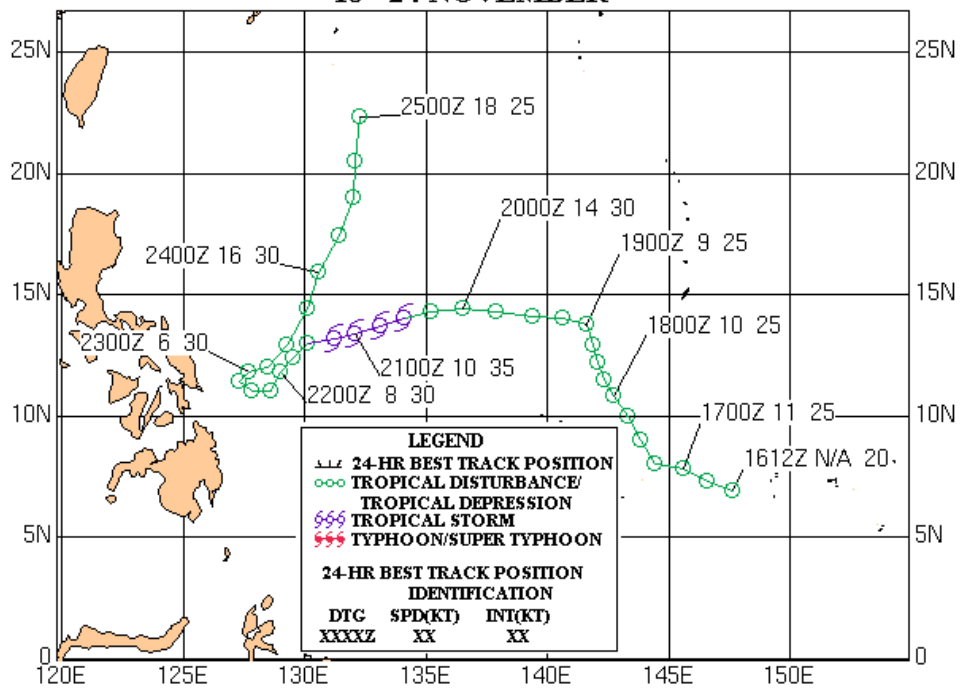 25N 25N
2500Z 18 25
20N 20N
2000Z 14 30
1900Z 9 25
2400Z 16 30
15N 15N
1800Z 10 25
2300Z 6 30
2100Z 10 35
2200Z 8 30
10N 10N
1700Z 11 25
1612Z N/A 20
LEGEND
24-HR BEST TRACK POSITION
TROPICAL DISTURBANCE/
TROPICAL DEPRESSION
TROPICAL STORM
TYPHOON/SUPER TYPHOON
5N 5N
24-HR BEST TRACK POSITION
IDENTIFICATION
DTG SPD(KT) INT(KT)
XXXXZ XX XX
0 0
120E 125E 130E 135E 140E 145E 150E